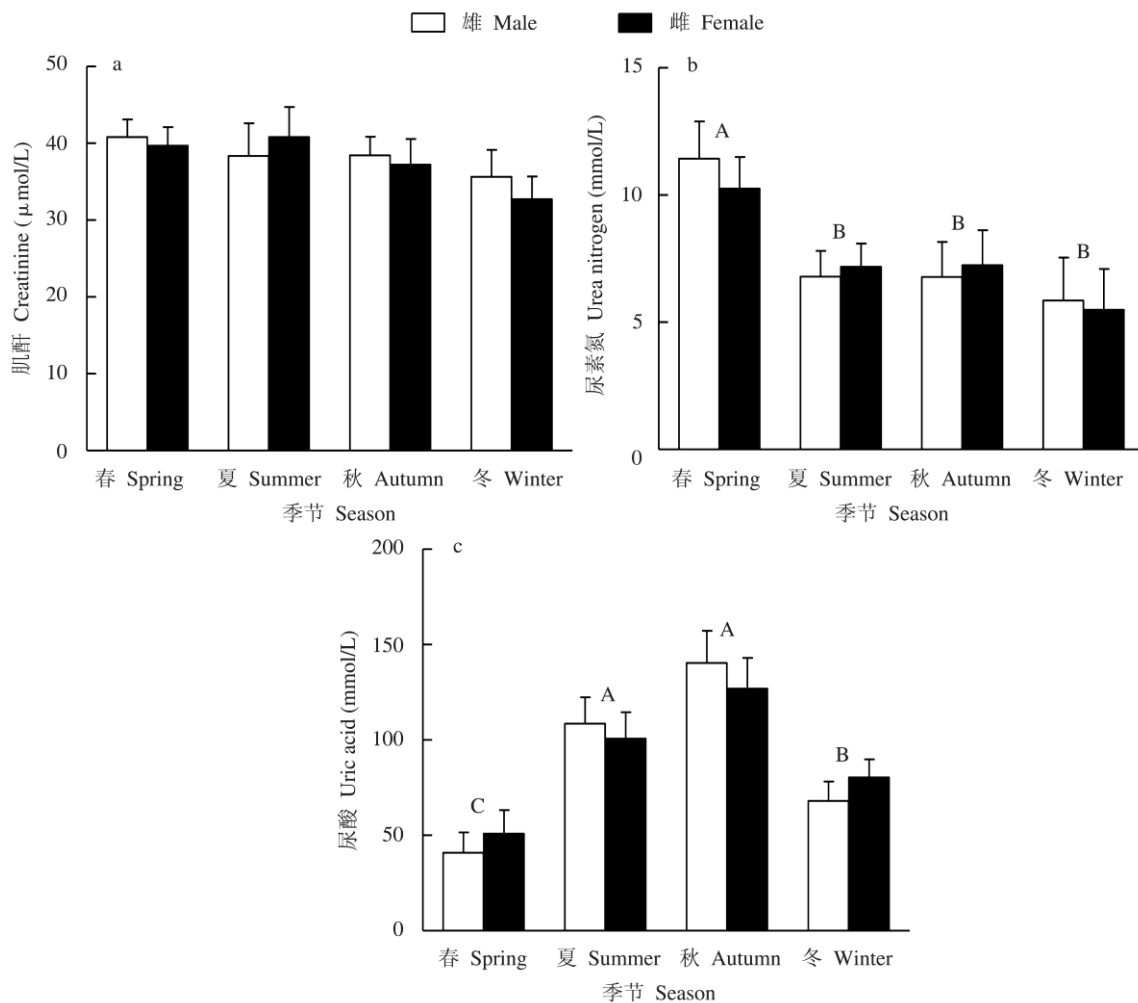 雄 Male 雌 Female
a
50
40
30
20
10
0
肌酐 Creatinine (μmol/L)
春 Spring 夏 Summer 秋 Autumn 冬 Winter
季节 Season
b
15
10
5
0
尿素氮 Urea nitrogen (mmol/L)
A
B
B
B
春 Spring 夏 Summer 秋 Autumn 冬 Winter
季节 Season
c
200
150
100
50
0
尿酸 Uric acid (mmol/L)
C
A
A
B
春 Spring 夏 Summer 秋 Autumn 冬 Winter
季节 Season